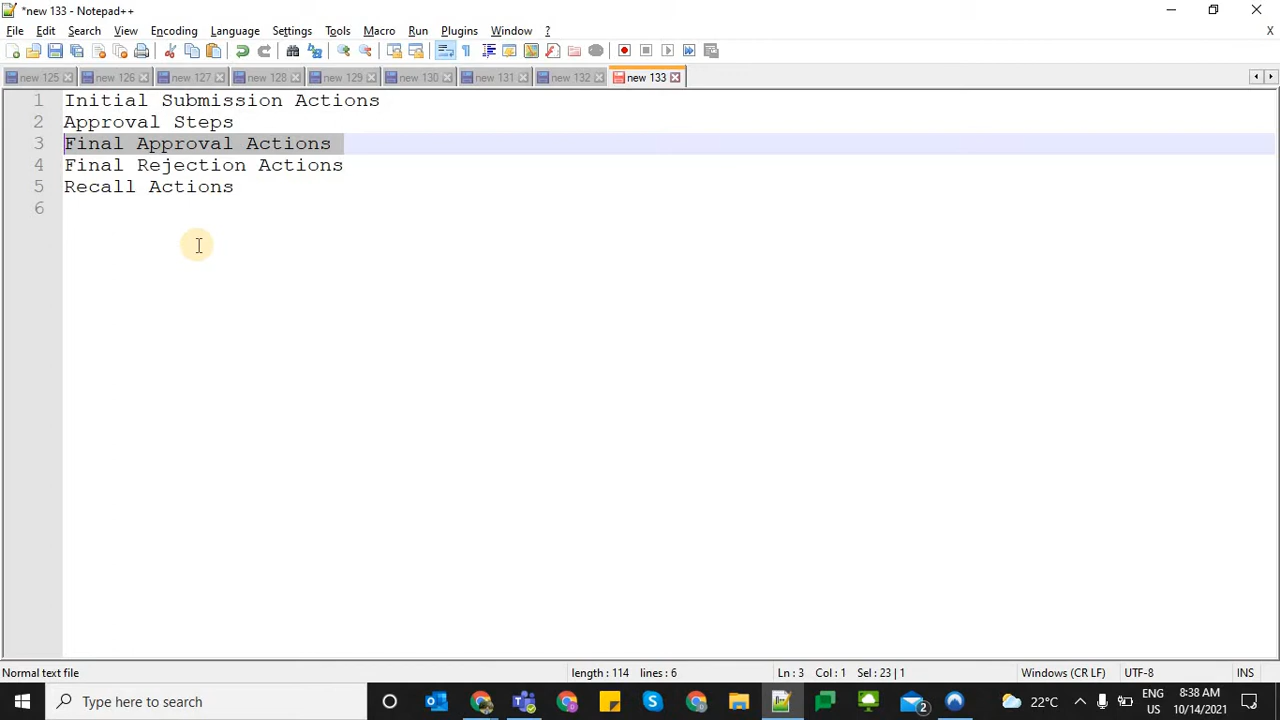 *new 133 - Notepad++
File Edit Search View Encoding Language Settings Tools Macro Run Plugins Window ? X
new 125 new 126 new 127 new 128 new 129 new 130 new 131 new 132 new 133
1 Initial Submission Actions
2 Approval Steps
3 Final Approval Actions
4 Final Rejection Actions
5 Recall Actions
6
Normal text file length : 114 lines : 6 Ln : 3 Col : 1 Sel : 23 | 1 Windows (CR LF) UTF-8 INS
Type here to search 2 22°C ENG US 8:38 AM 10/14/2021